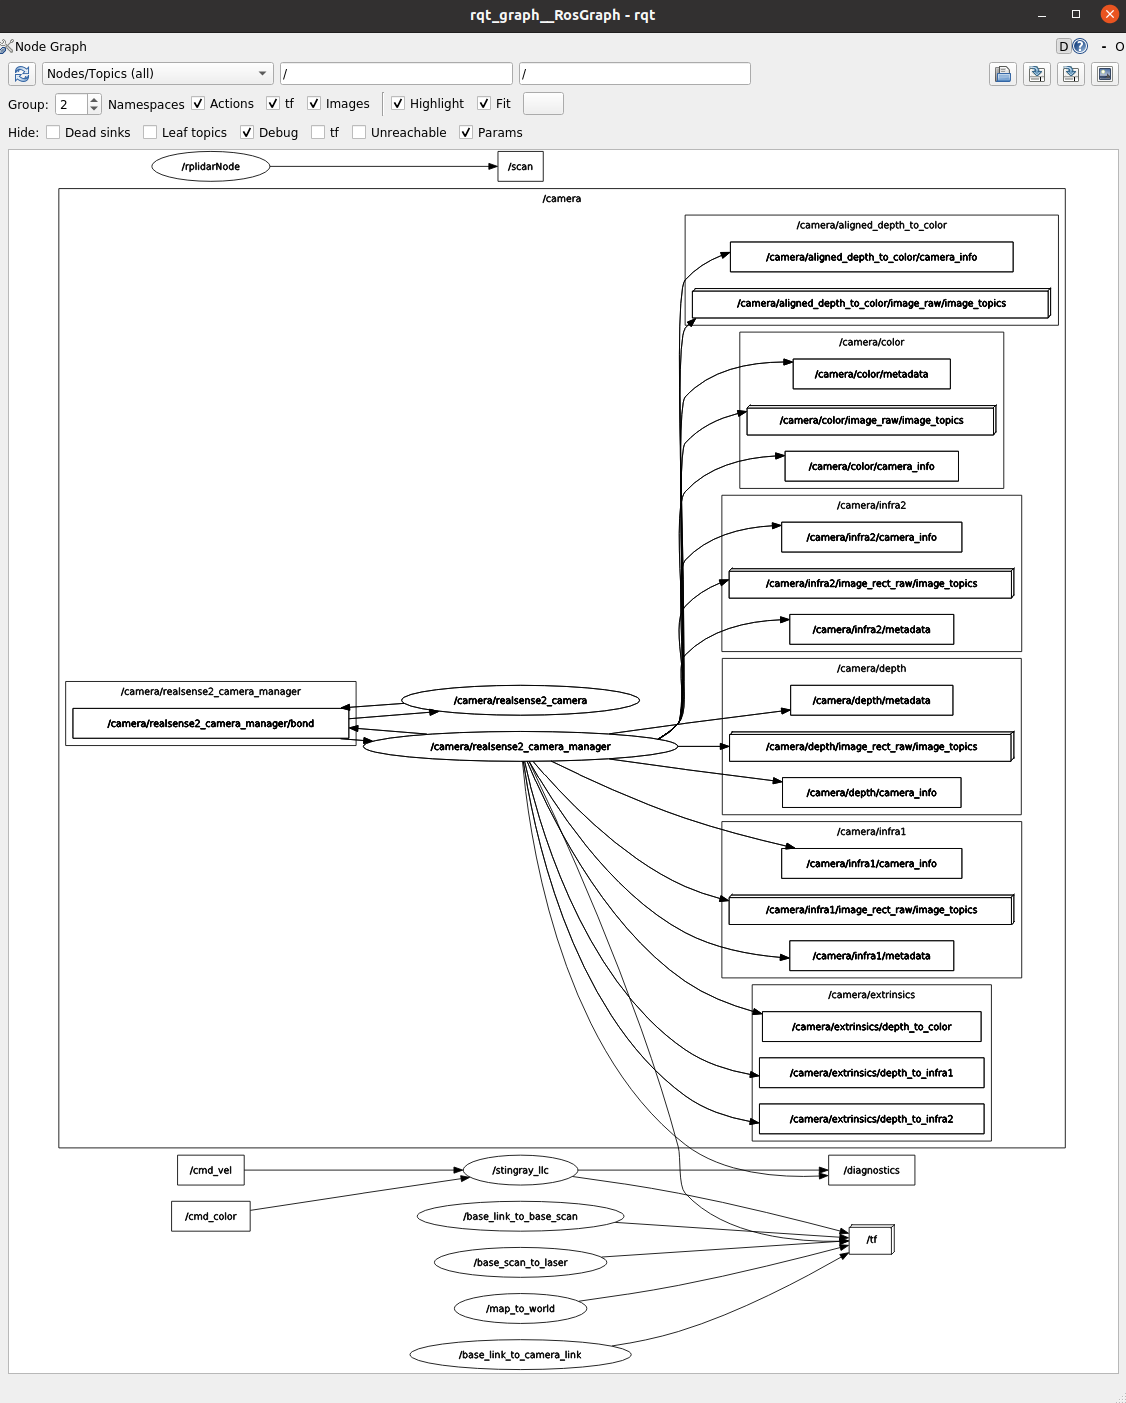 rqt_graph__RosGraph - rqt
Node Graph
D
?
-
O
Nodes/Topics (all)
/
/
Group: 2 Namespaces Actions tf Images Highlight Fit
Hide: Dead sinks Leaf topics Debug tf Unreachable Params
/rplidarNode
/scan
/camera
/camera/aligned_depth_to_color
/camera/aligned_depth_to_color/camera_info
/camera/aligned_depth_to_color/image_raw/image_topics
/camera/color
/camera/color/metadata
/camera/color/image_raw/image_topics
/camera/color/camera_info
/camera/infra2
/camera/infra2/camera_info
/camera/infra2/image_rect_raw/image_topics
/camera/infra2/metadata
/camera/depth
/camera/realsense2_camera_manager
/camera/realsense2_camera
/camera/depth/metadata
/camera/realsense2_camera_manager/bond
/camera/realsense2_camera_manager
/camera/depth/image_rect_raw/image_topics
/camera/depth/camera_info
/camera/infra1
/camera/infra1/camera_info
/camera/infra1/image_rect_raw/image_topics
/camera/infra1/metadata
/camera/extrinsics
/camera/extrinsics/depth_to_color
/camera/extrinsics/depth_to_infra1
/camera/extrinsics/depth_to_infra2
/cmd_vel
/stingray_llc
/diagnostics
/cmd_color
/base_link_to_base_scan
/tf
/base_scan_to_laser
/map_to_world
/base_link_to_camera_link